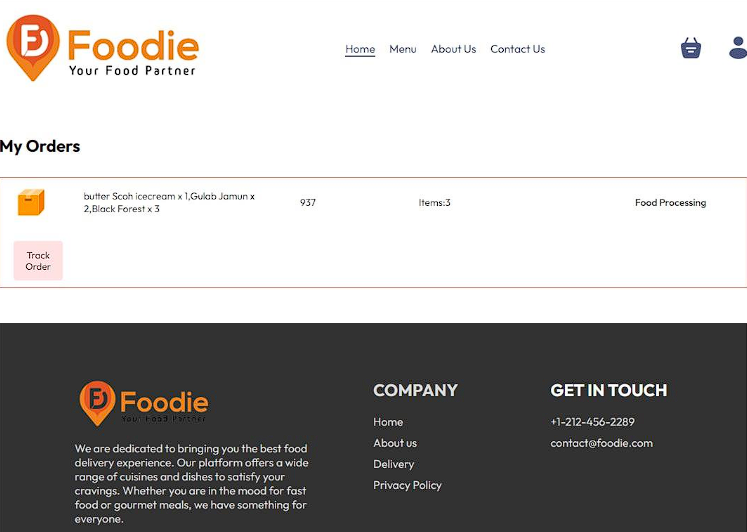 Foodie
Your Food Partner
Home Menu About Us Contact Us
My Orders
butter Scoh icecream x 1,Gulab Jamun x
2,Black Forest x 3
937
Items:3
Food Processing
Track
Order
Foodie
Your Food Partner
We are dedicated to bringing you the best food
delivery experience. Our platform offers a wide
range of cuisines and dishes to satisfy your
cravings. Whether you are in the mood for fast
food or gourmet meals, we have something for
everyone.
COMPANY
Home
About us
Delivery
Privacy Policy
GET IN TOUCH
+1-212-456-2289
contact@foodie.com